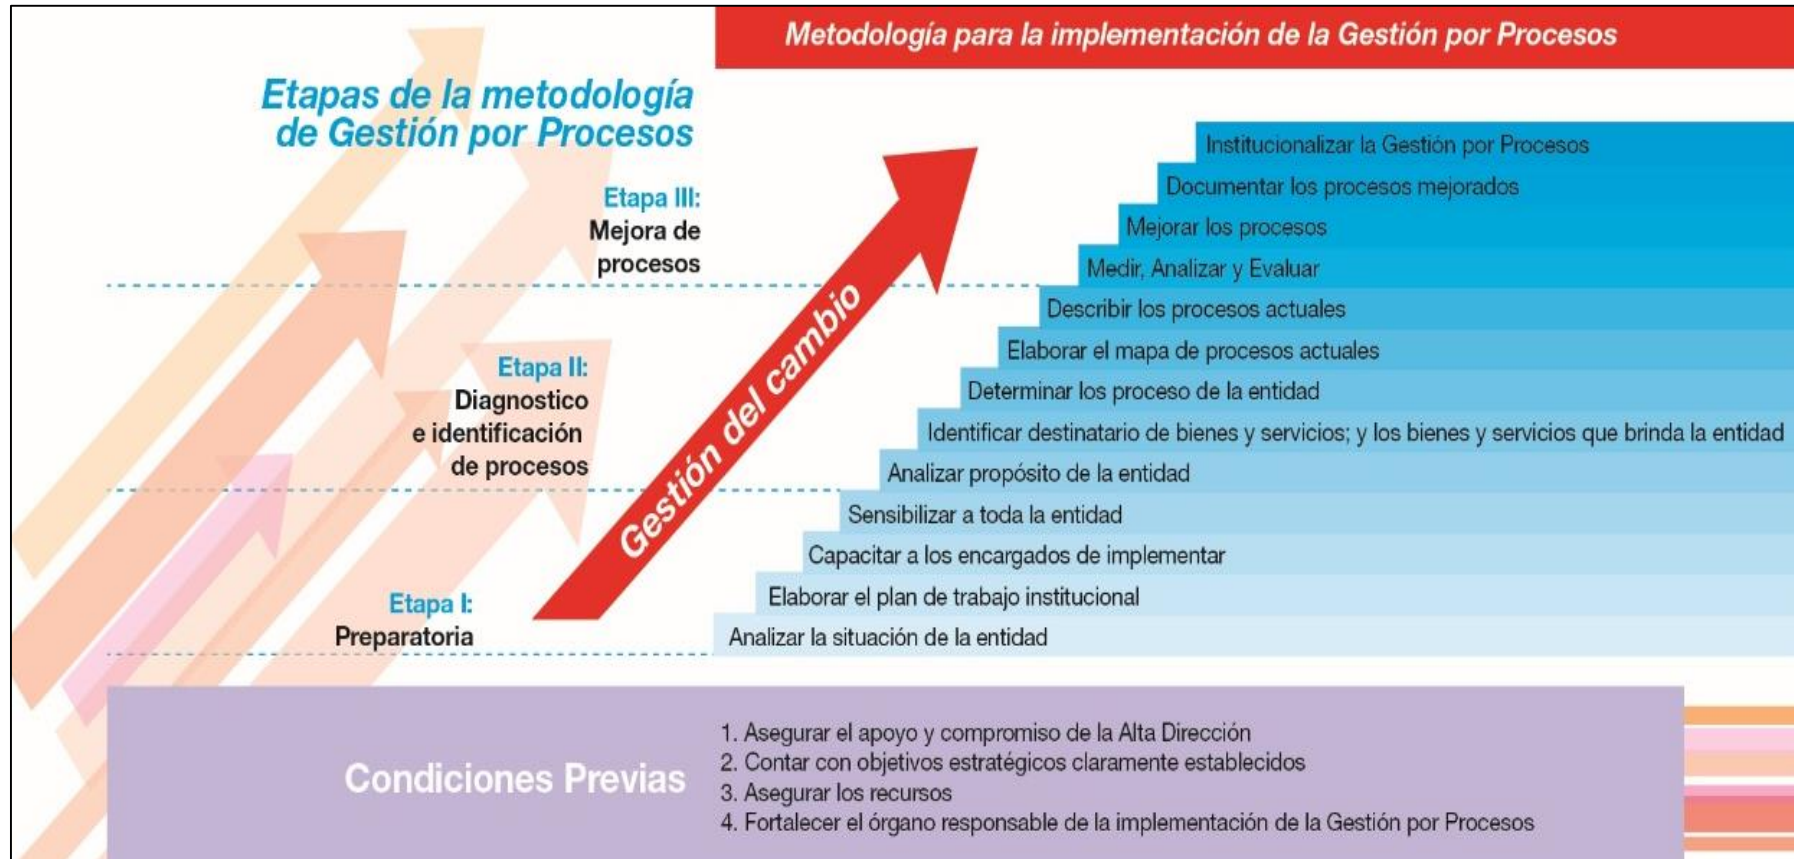 Metodología para la implementación de la Gestión por Procesos
Etapas de la metodología
de Gestión por Procesos
Etapa III:
Mejora de
procesos
Etapa II:
Diagnostico
e identificación
de procesos
Etapa I:
Preparatoria
Gestión del cambio
Institucionalizar la Gestión por Procesos
Documentar los procesos mejorados
Mejorar los procesos
Medir, Analizar y Evaluar
Describir los procesos actuales
Elaborar el mapa de procesos actuales
Determinar los proceso de la entidad
Identificar destinatario de bienes y servicios; y los bienes y servicios que brinda la entidad
Analizar propósito de la entidad
Sensibilizar a toda la entidad
Capacitar a los encargados de implementar
Elaborar el plan de trabajo institucional
Analizar la situación de la entidad
Condiciones Previas
1. Asegurar el apoyo y compromiso de la Alta Dirección
2. Contar con objetivos estratégicos claramente establecidos
3. Asegurar los recursos
4. Fortalecer el órgano responsable de la implementación de la Gestión por Procesos